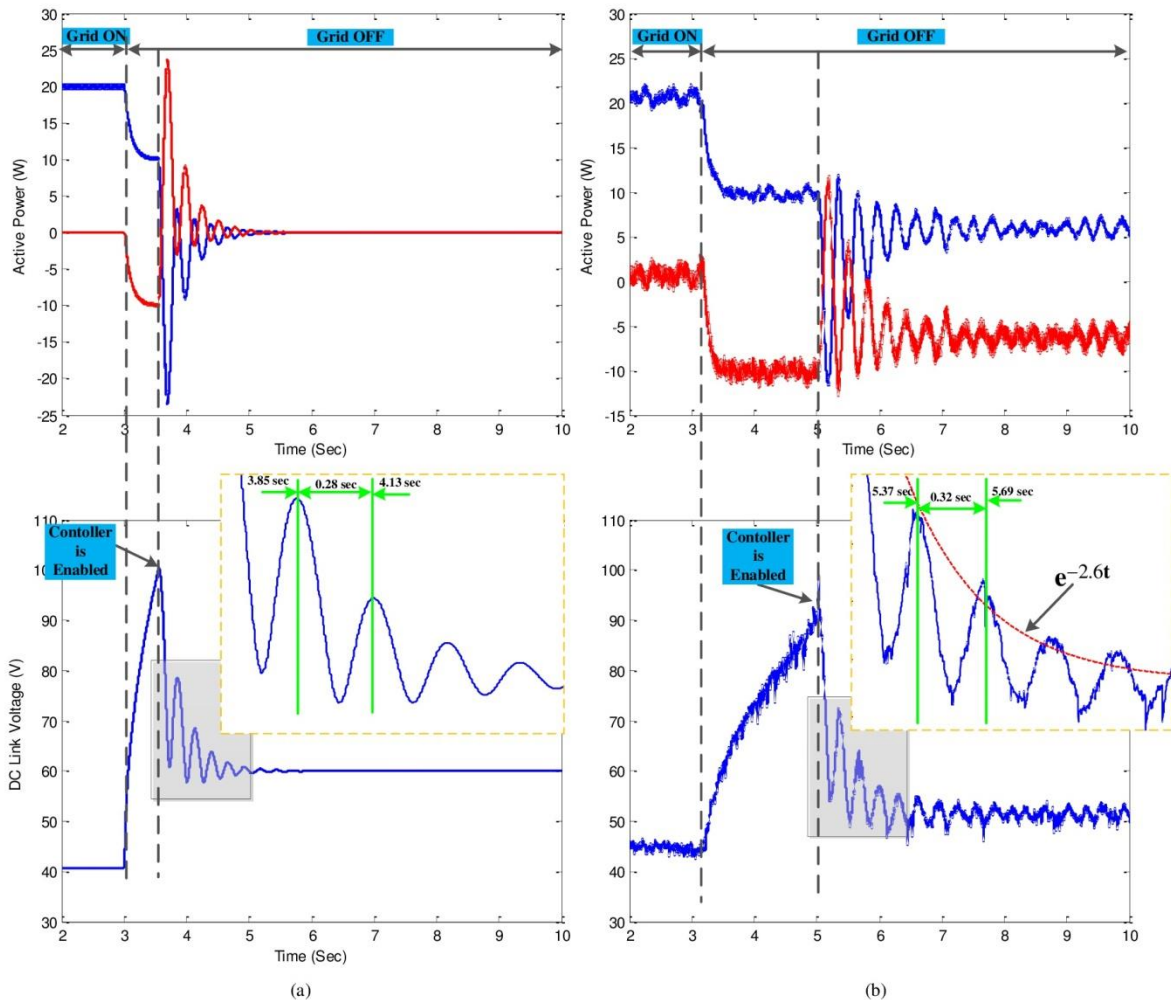 30
Grid ON
Grid OFF
25
20
15
10
5
0
-5
-10
-15
-20
-25
Active Power (W)
2 3 4 5 6 7 8 9 10
Time (Sec)
30
Grid ON
Grid OFF
25
20
15
10
5
0
-5
-10
-15
Active Power (W)
2 3 4 5 6 7 8 9 10
Time (Sec)
3.85 sec
0.28 sec
4.13 sec
Contoller
is
Enabled
110
100
90
80
70
60
50
40
30
DC Link Voltage (V)
2 3 4 5 6 7 8 9 10
Time (Sec)
(a)
5.37 sec
0.32 sec
5.69 sec
e−2.6t
Contoller
is
Enabled
110
100
90
80
70
60
50
40
30
2 3 4 5 6 7 8 9 10
Time (Sec)
(b)